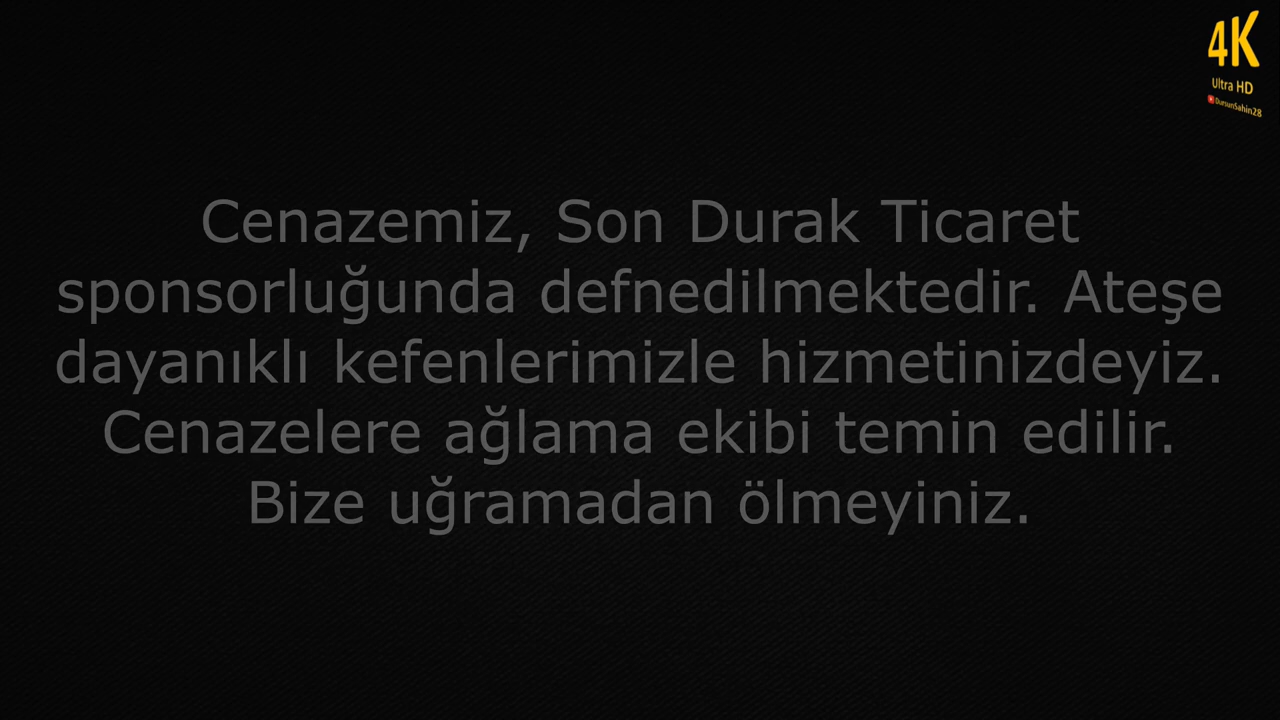 4K
Ultra HD
DursunSahin28
Cenazemiz, Son Durak Ticaret
sponsorluğunda defnedilmektedir. Ateşe
dayanıklı kefenlerimizle hizmetinizdeyiz.
Cenazelere ağlama ekibi temin edilir.
Bize uğramadan ölmeyiniz.